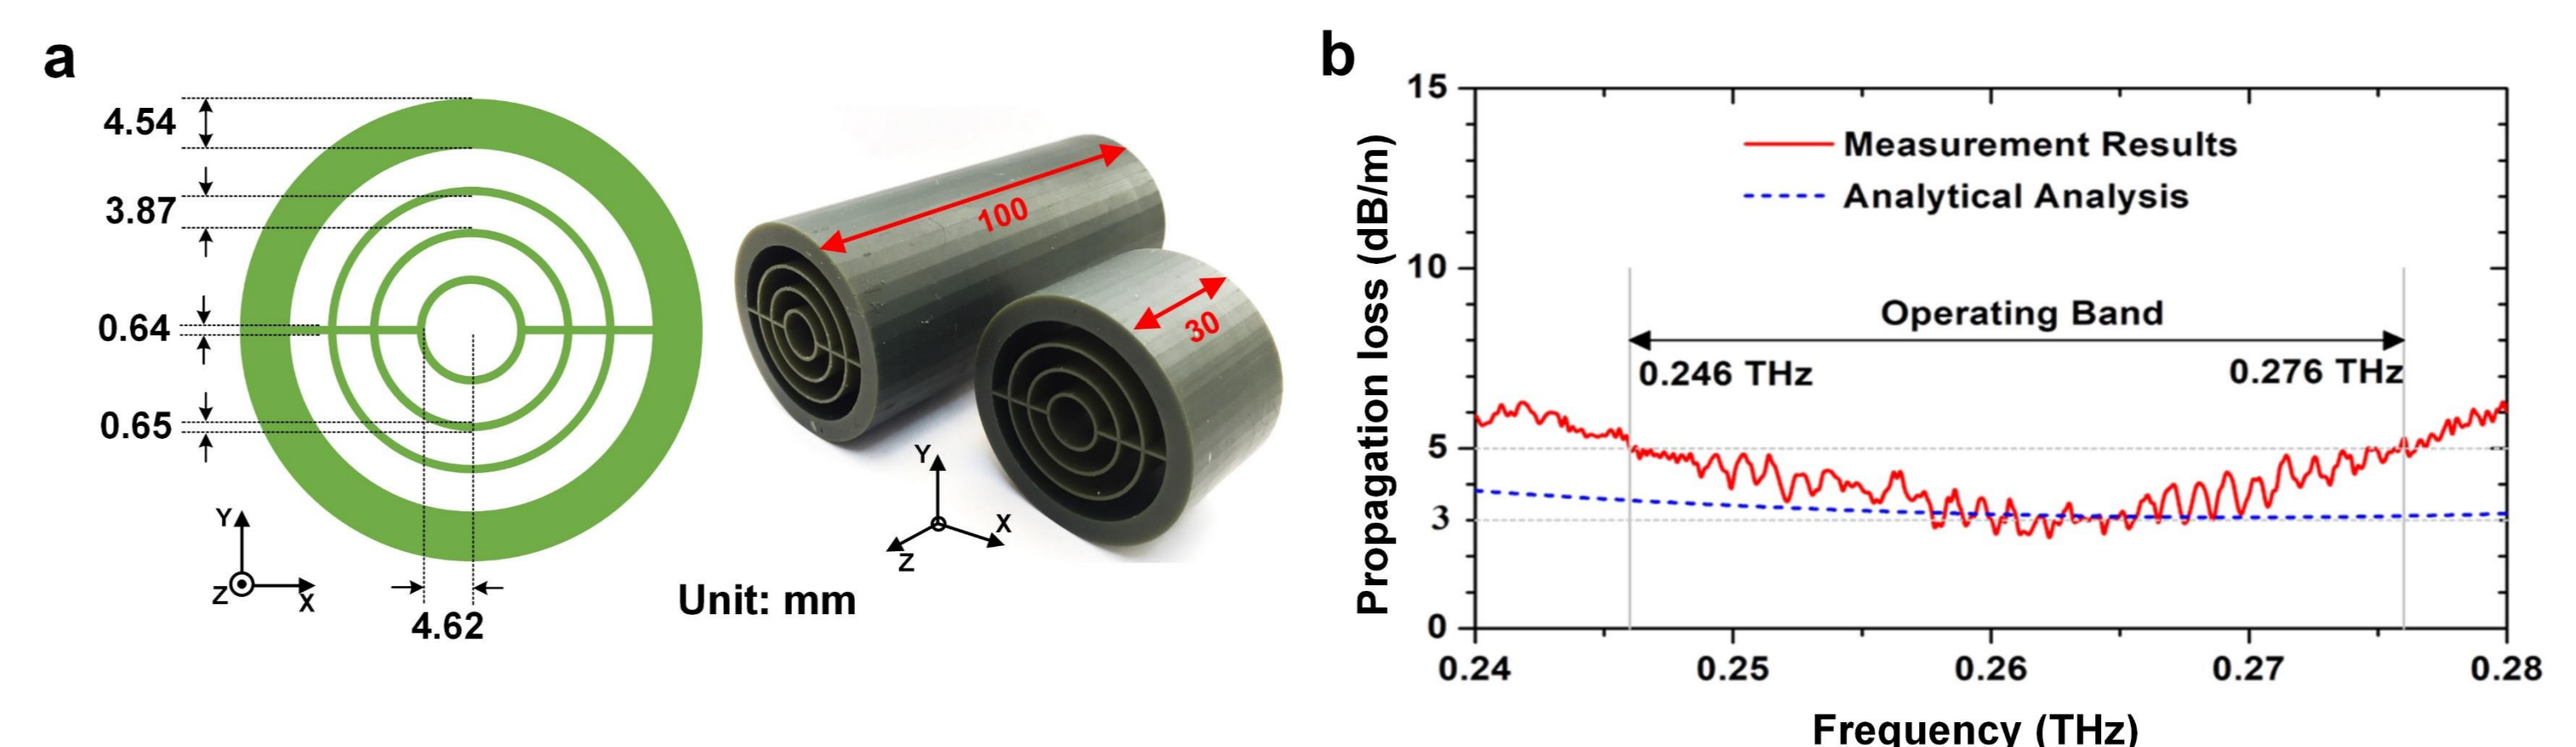 a
4.54
3.87
0.64
0.65
4.62
Y
Z
X
100
30
Y
X
Z
Unit: mm
b
Propagation loss (dB/m)
15
10
5
3
0
Measurement Results
Analytical Analysis
Operating Band
0.246 THz
0.276 THz
0.24
0.25
0.26
0.27
0.28
Frequency (THz)